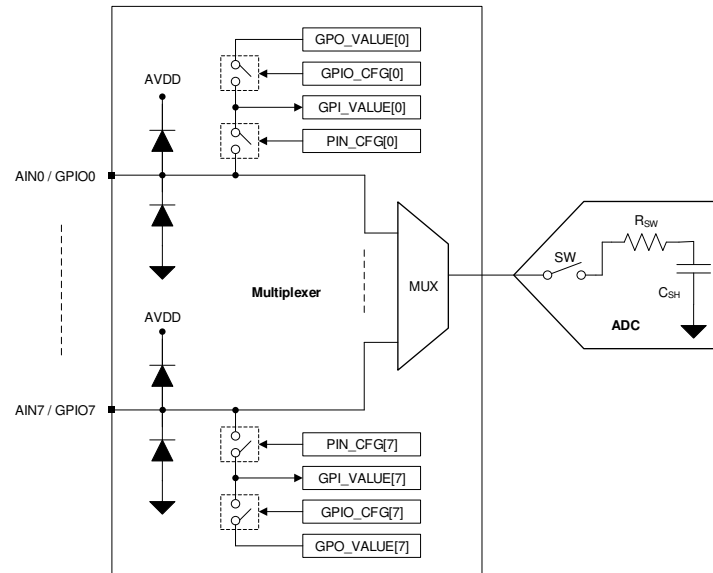 GPO_VALUE[0]
AVDD
GPIO_CFG[0]
GPI_VALUE[0]
PIN_CFG[0]
AIN0 / GPIO0
RSW
SW
MUX
Multiplexer
CSH
ADC
AVDD
AIN7 / GPIO7
PIN_CFG[7]
GPI_VALUE[7]
GPIO_CFG[7]
GPO_VALUE[7]